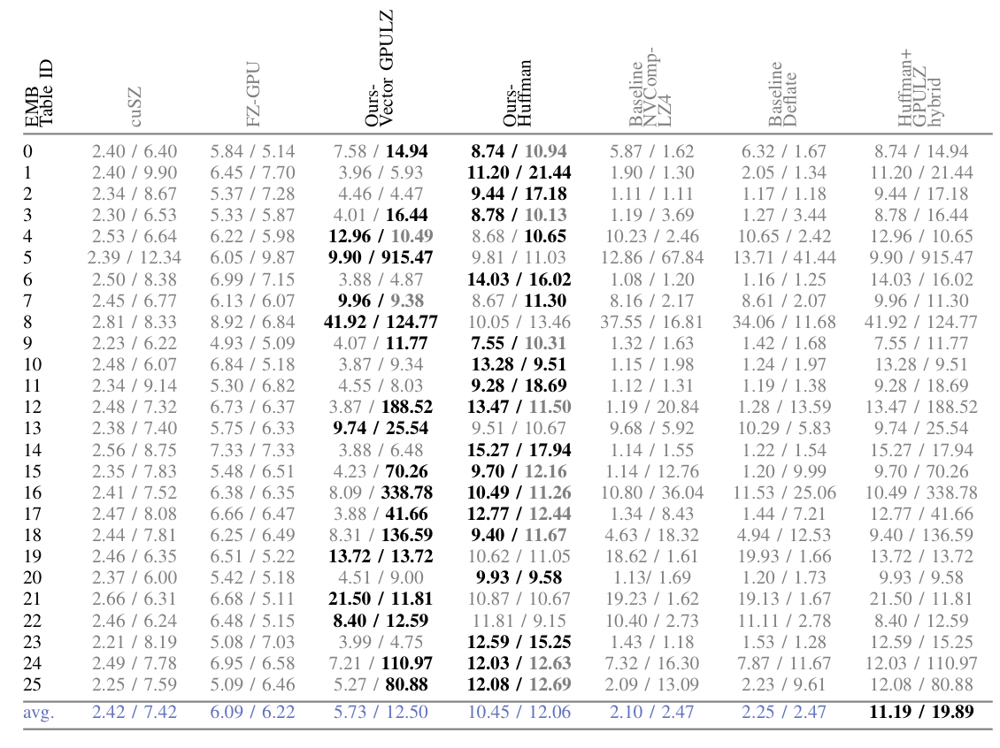 EMB Table ID cuSZ FZ-GPU Ours-Vector GPULZ Ours-Huffman Baseline NVComp-LZ4 Baseline Deflate Huffman+ GPULZ hybrid
0 2.40 / 6.40 5.84 / 5.14 7.58 / 14.94 8.74 / 10.94 5.87 / 1.62 6.32 / 1.67 8.74 / 14.94
1 2.40 / 9.90 6.45 / 7.70 3.96 / 5.93 11.20 / 21.44 1.90 / 1.30 2.05 / 1.34 11.20 / 21.44
2 2.34 / 8.67 5.37 / 7.28 4.46 / 4.47 9.44 / 17.18 1.11 / 1.11 1.17 / 1.18 9.44 / 17.18
3 2.30 / 6.53 5.33 / 5.87 4.01 / 16.44 8.78 / 10.13 1.19 / 3.69 1.27 / 3.44 8.78 / 16.44
4 2.53 / 6.64 6.22 / 5.98 12.96 / 10.49 8.68 / 10.65 10.23 / 2.46 10.65 / 2.42 12.96 / 10.65
5 2.39 / 12.34 6.05 / 9.87 9.90 / 915.47 9.81 / 11.03 12.86 / 67.84 13.71 / 41.44 9.90 / 915.47
6 2.50 / 8.38 6.99 / 7.15 3.88 / 4.87 14.03 / 16.02 1.08 / 1.20 1.16 / 1.25 14.03 / 16.02
7 2.45 / 6.77 6.13 / 6.07 9.96 / 9.38 8.67 / 11.30 8.16 / 2.17 8.61 / 2.07 9.96 / 11.30
8 2.81 / 8.33 8.92 / 6.84 41.92 / 124.77 10.05 / 13.46 37.55 / 16.81 34.06 / 11.68 41.92 / 124.77
9 2.23 / 6.22 4.93 / 5.09 4.07 / 11.77 7.55 / 10.31 1.32 / 1.63 1.42 / 1.68 7.55 / 11.77
10 2.48 / 6.07 6.84 / 5.18 3.87 / 9.34 13.28 / 9.51 1.15 / 1.98 1.24 / 1.97 13.28 / 9.51
11 2.34 / 9.14 5.30 / 6.82 4.55 / 8.03 9.28 / 18.69 1.12 / 1.31 1.19 / 1.38 9.28 / 18.69
12 2.48 / 7.32 6.73 / 6.37 3.87 / 188.52 13.47 / 11.50 1.19 / 20.84 1.28 / 13.59 13.47 / 188.52
13 2.38 / 7.40 5.75 / 6.33 9.74 / 25.54 9.51 / 10.67 9.68 / 5.92 10.29 / 5.83 9.74 / 25.54
14 2.56 / 8.75 7.33 / 7.33 3.88 / 6.48 15.27 / 17.94 1.14 / 1.55 1.22 / 1.54 15.27 / 17.94
15 2.35 / 7.83 5.48 / 6.51 4.23 / 70.26 9.70 / 12.16 1.14 / 12.76 1.20 / 9.99 9.70 / 70.26
16 2.41 / 7.52 6.38 / 6.35 8.09 / 338.78 10.49 / 11.26 10.80 / 36.04 11.53 / 25.06 10.49 / 338.78
17 2.47 / 8.08 6.66 / 6.47 3.88 / 41.66 12.77 / 12.44 1.34 / 8.43 1.44 / 7.21 12.77 / 41.66
18 2.44 / 7.81 6.25 / 6.49 8.31 / 136.59 9.40 / 11.67 4.63 / 18.32 4.94 / 12.53 9.40 / 136.59
19 2.46 / 6.35 6.51 / 5.22 13.72 / 13.72 10.62 / 11.05 18.62 / 1.61 19.93 / 1.66 13.72 / 13.72
20 2.37 / 6.00 5.42 / 5.18 4.51 / 9.00 9.93 / 9.58 1.13/ 1.69 1.20 / 1.73 9.93 / 9.58
21 2.66 / 6.31 6.68 / 5.11 21.50 / 11.81 10.87 / 10.67 19.23 / 1.62 19.13 / 1.67 21.50 / 11.81
22 2.46 / 6.24 6.48 / 5.15 8.40 / 12.59 11.81 / 9.15 10.40 / 2.73 11.11 / 2.78 8.40 / 12.59
23 2.21 / 8.19 5.08 / 7.03 3.99 / 4.75 12.59 / 15.25 1.43 / 1.18 1.53 / 1.28 12.59 / 15.25
24 2.49 / 7.78 6.95 / 6.58 7.21 / 110.97 12.03 / 12.63 7.32 / 16.30 7.87 / 11.67 12.03 / 110.97
25 2.25 / 7.59 5.09 / 6.46 5.27 / 80.88 12.08 / 12.69 2.09 / 13.09 2.23 / 9.61 12.08 / 80.88
avg. 2.42 / 7.42 6.09 / 6.22 5.73 / 12.50 10.45 / 12.06 2.10 / 2.47 2.25 / 2.47 11.19 / 19.89